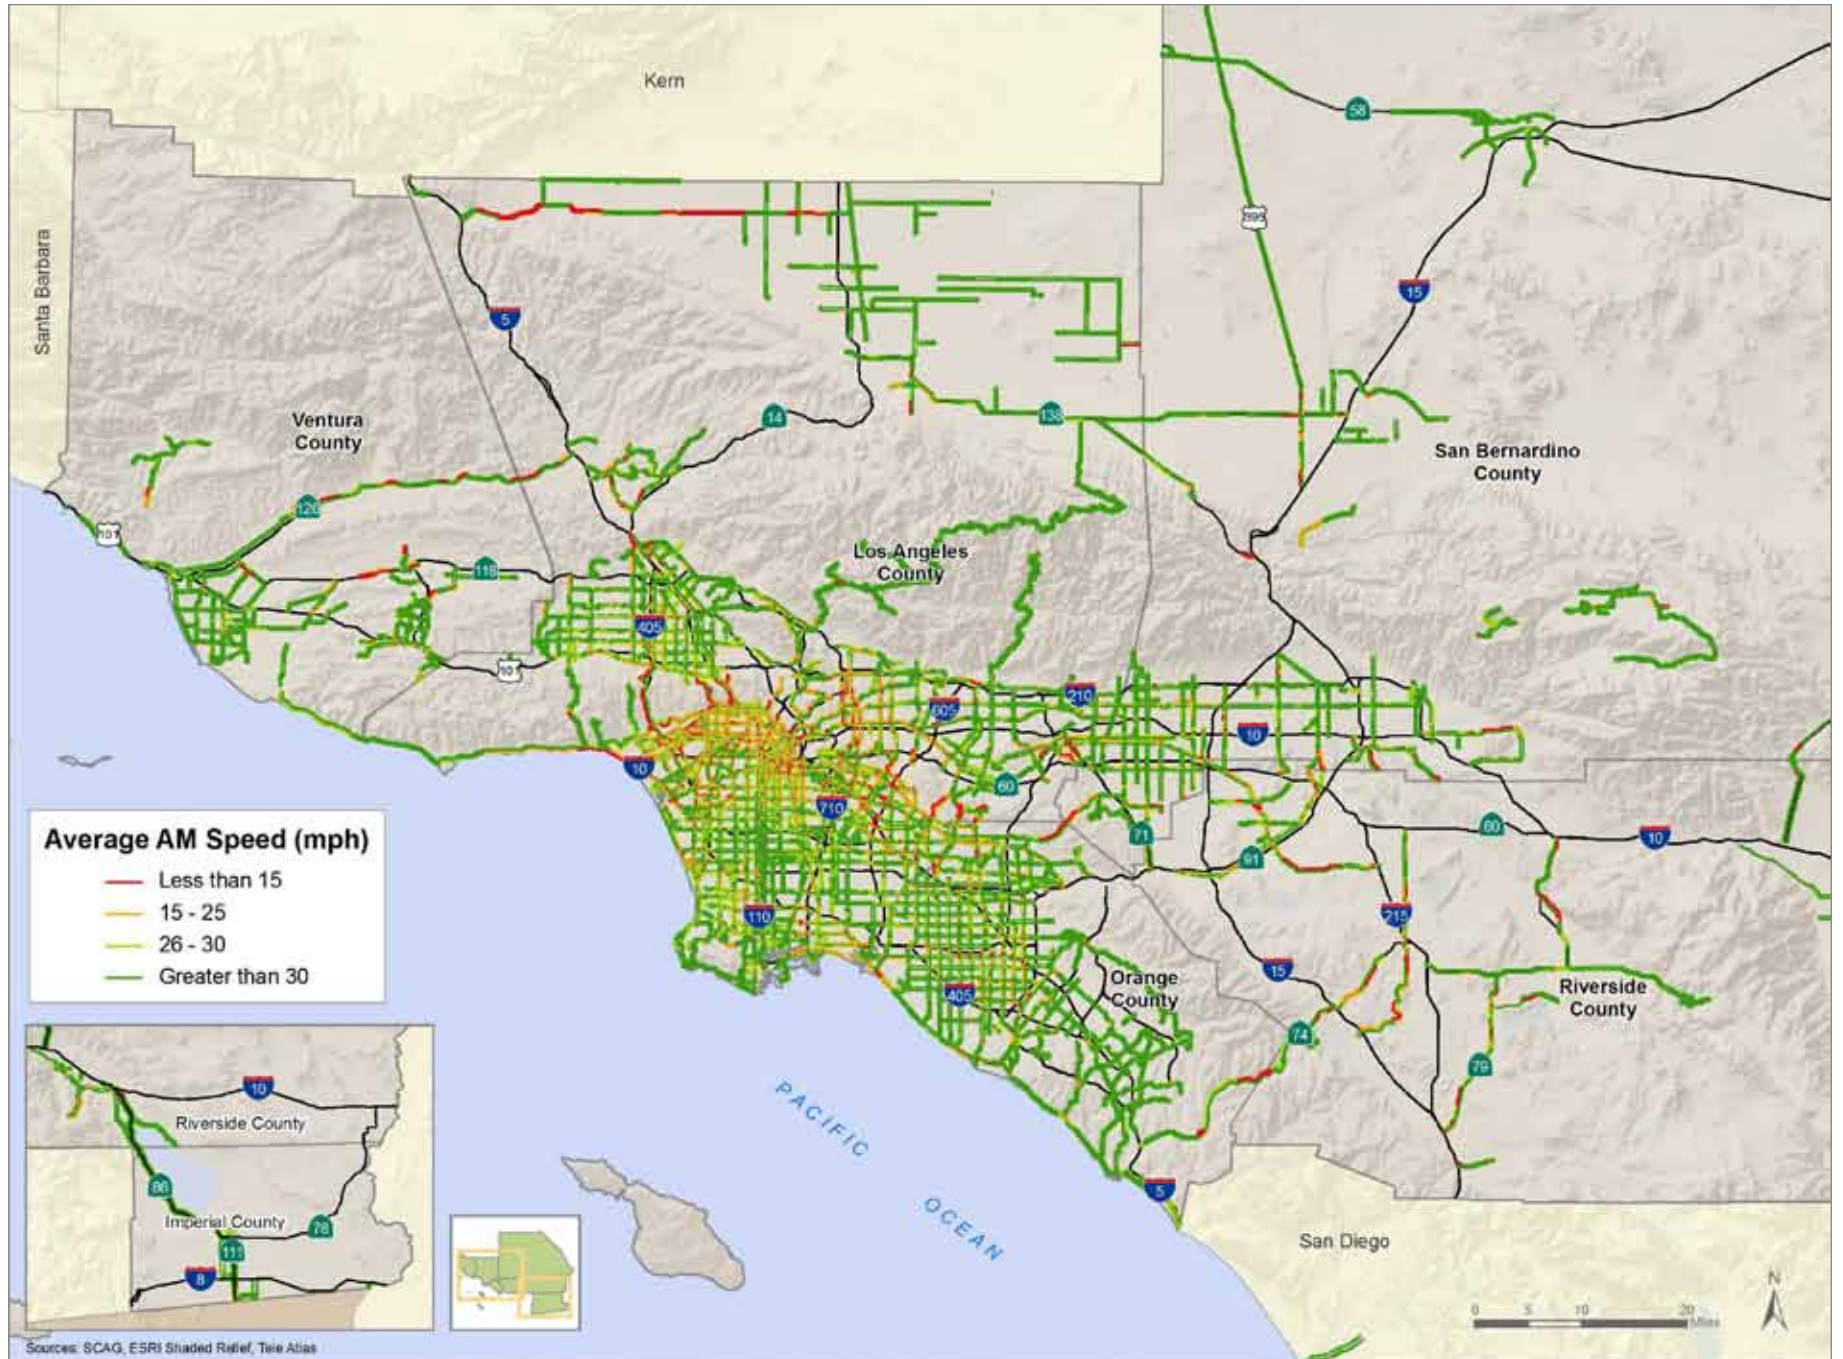 Kern
58
395
Santa Barbara
5
15
Ventura
County
14
138
San Bernardino
County
126
101
Los Angeles
County
118
405
101
210
605
10
10
60
710
71
60
10
91
110
215
Orange
County
15
405
Riverside
County
74
79
5
San Diego
PACIFIC
OCEAN
Average AM Speed (mph)
Less than 15
15 - 25
26 - 30
Greater than 30
10
Riverside County
86
Imperial County
78
111
8
N
0 5 10 20
Miles
Sources: SCAG, ESRI Shaded Relief, Tele Atlas